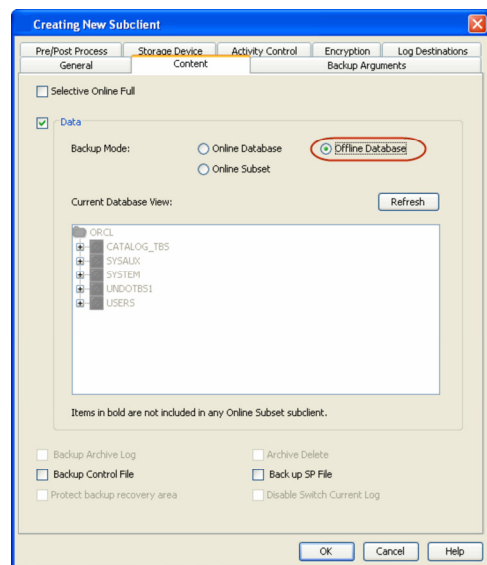 Creating New Subclient
Pre/Post Process Storage Device Activity Control Encryption Log Destinations
General Content Backup Arguments
Selective Online Full
Data
Backup Mode: Online Database Offline Database
Online Subset
Current Database View: Refresh
ORCL
CATALOG_TBS
SYSAUX
SYSTEM
UNDOTBS1
USERS
Items in bold are not included in any Online Subset subclient.
Backup Archive Log Archive Delete
Backup Control File Back up SP File
Protect backup recovery area Disable Switch Current Log
OK Cancel Help